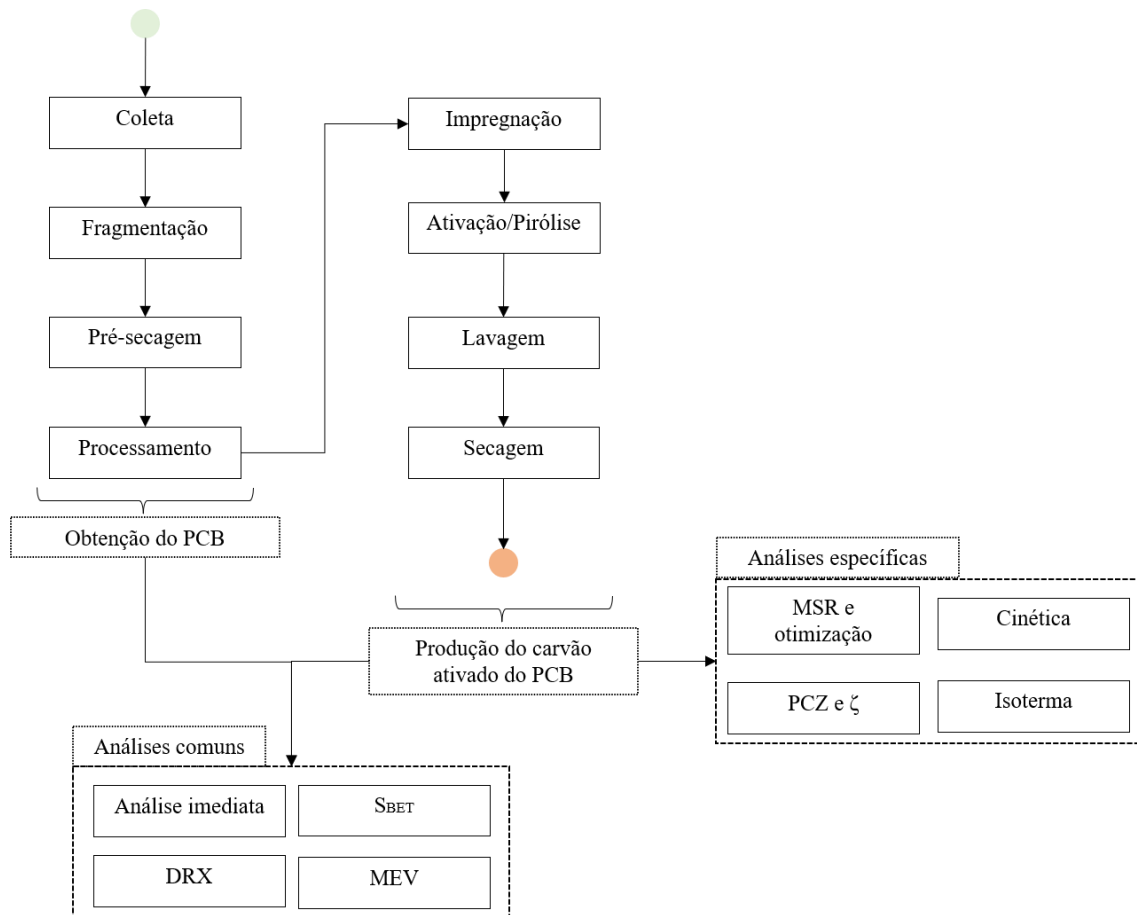 Coleta
Fragmentação
Pré-secagem
Processamento
Obtenção do PCB
Impregnação
Ativação/Pirólise
Lavagem
Secagem
Produção do carvão
ativado do PCB
Análises específicas
MSR e
otimização
Cinética
PCZ e ζ
Isoterma
Análises comuns
Análise imediata
SBET
DRX
MEV